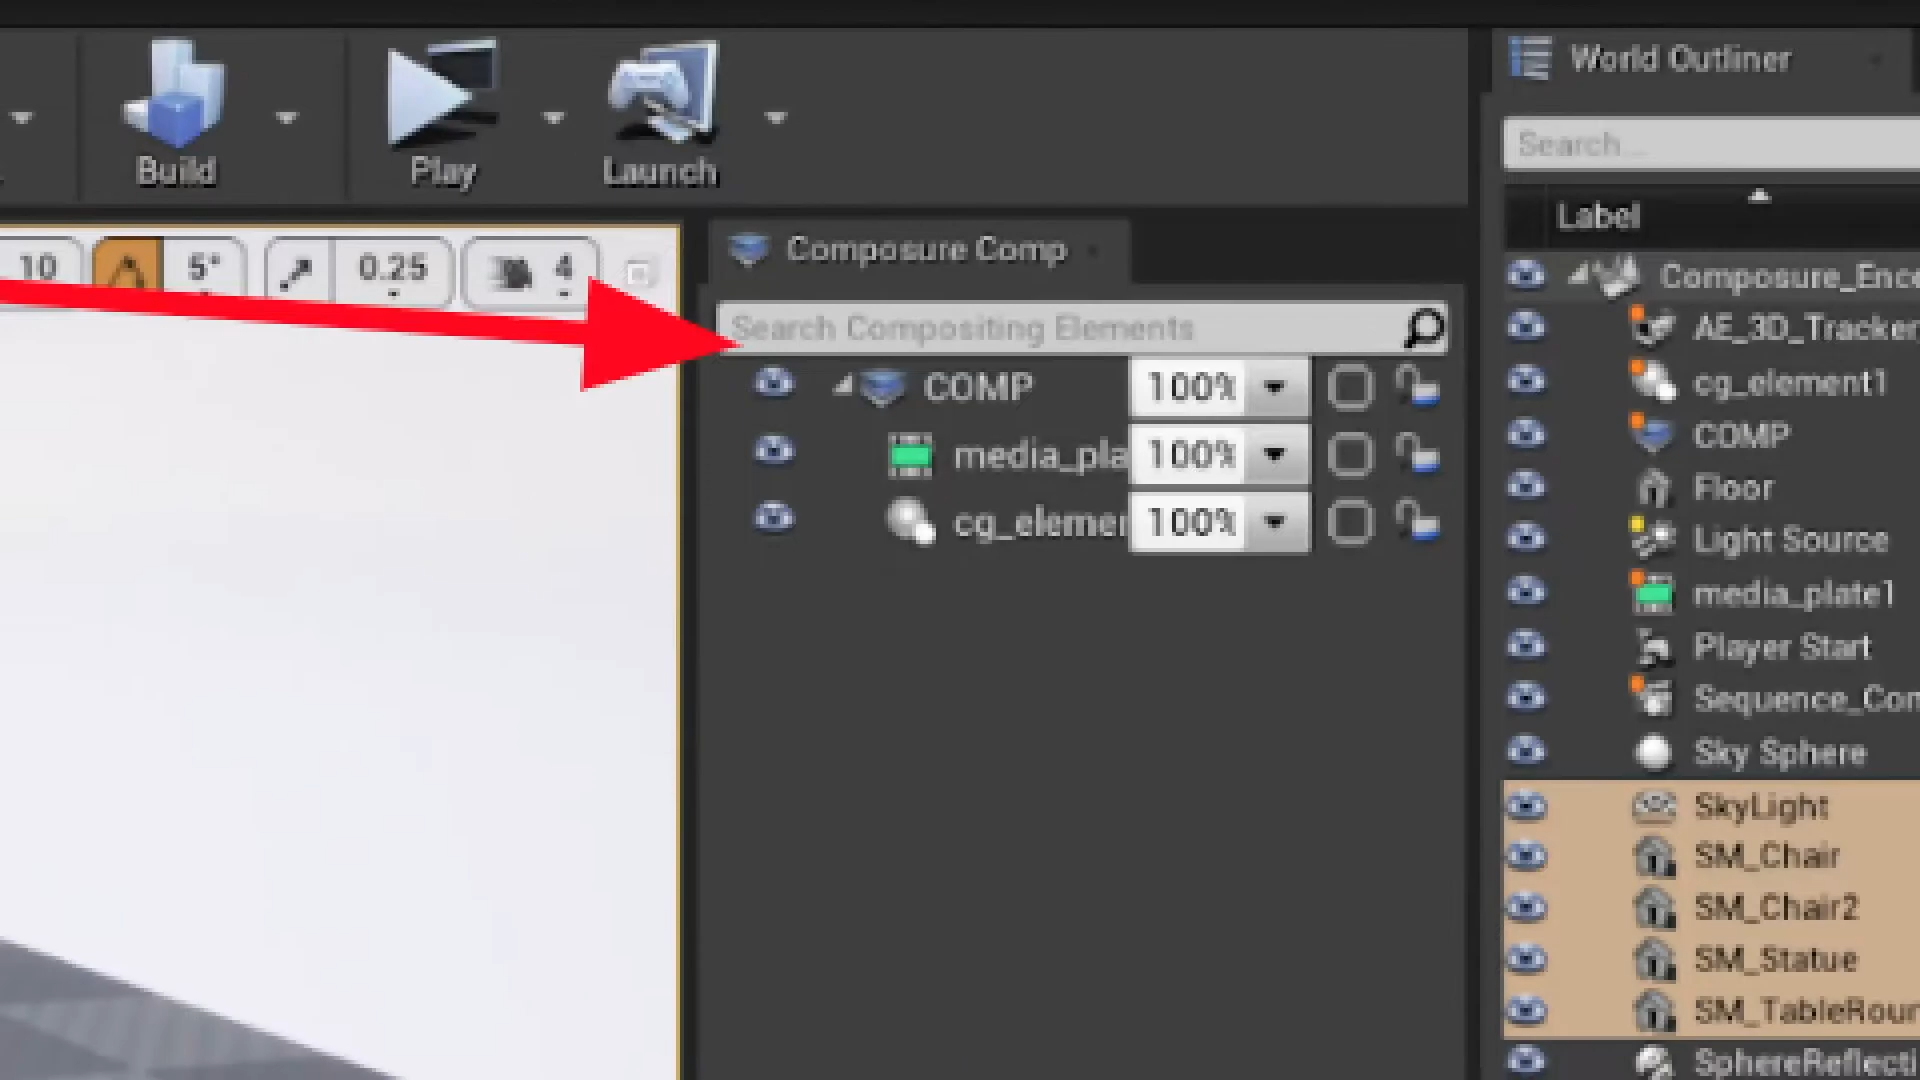 World Outliner
Build
Play
Launch
Search...
Label
10
5°
0.25
4
Composure Comp
Search Compositing Elements
COMP 100%
media_pla 100%
cg_elemen 100%
Composure_Enc
AE_3D_Tracker
cg_element1
COMP
Floor
Light Source
media_plate1
Player Start
Sequence_Com
Sky Sphere
SkyLight
SM_Chair
SM_Chair2
SM_Statue
SM_TableRoun
SphereReflecti